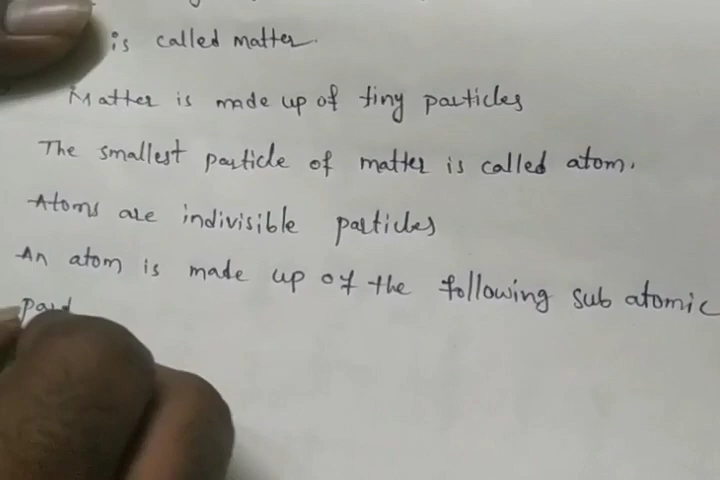 is called matter.
Matter is made up of tiny particles
The smallest particle of matter is called atom.
Atoms are indivisible particles
An atom is made up of the following sub atomic